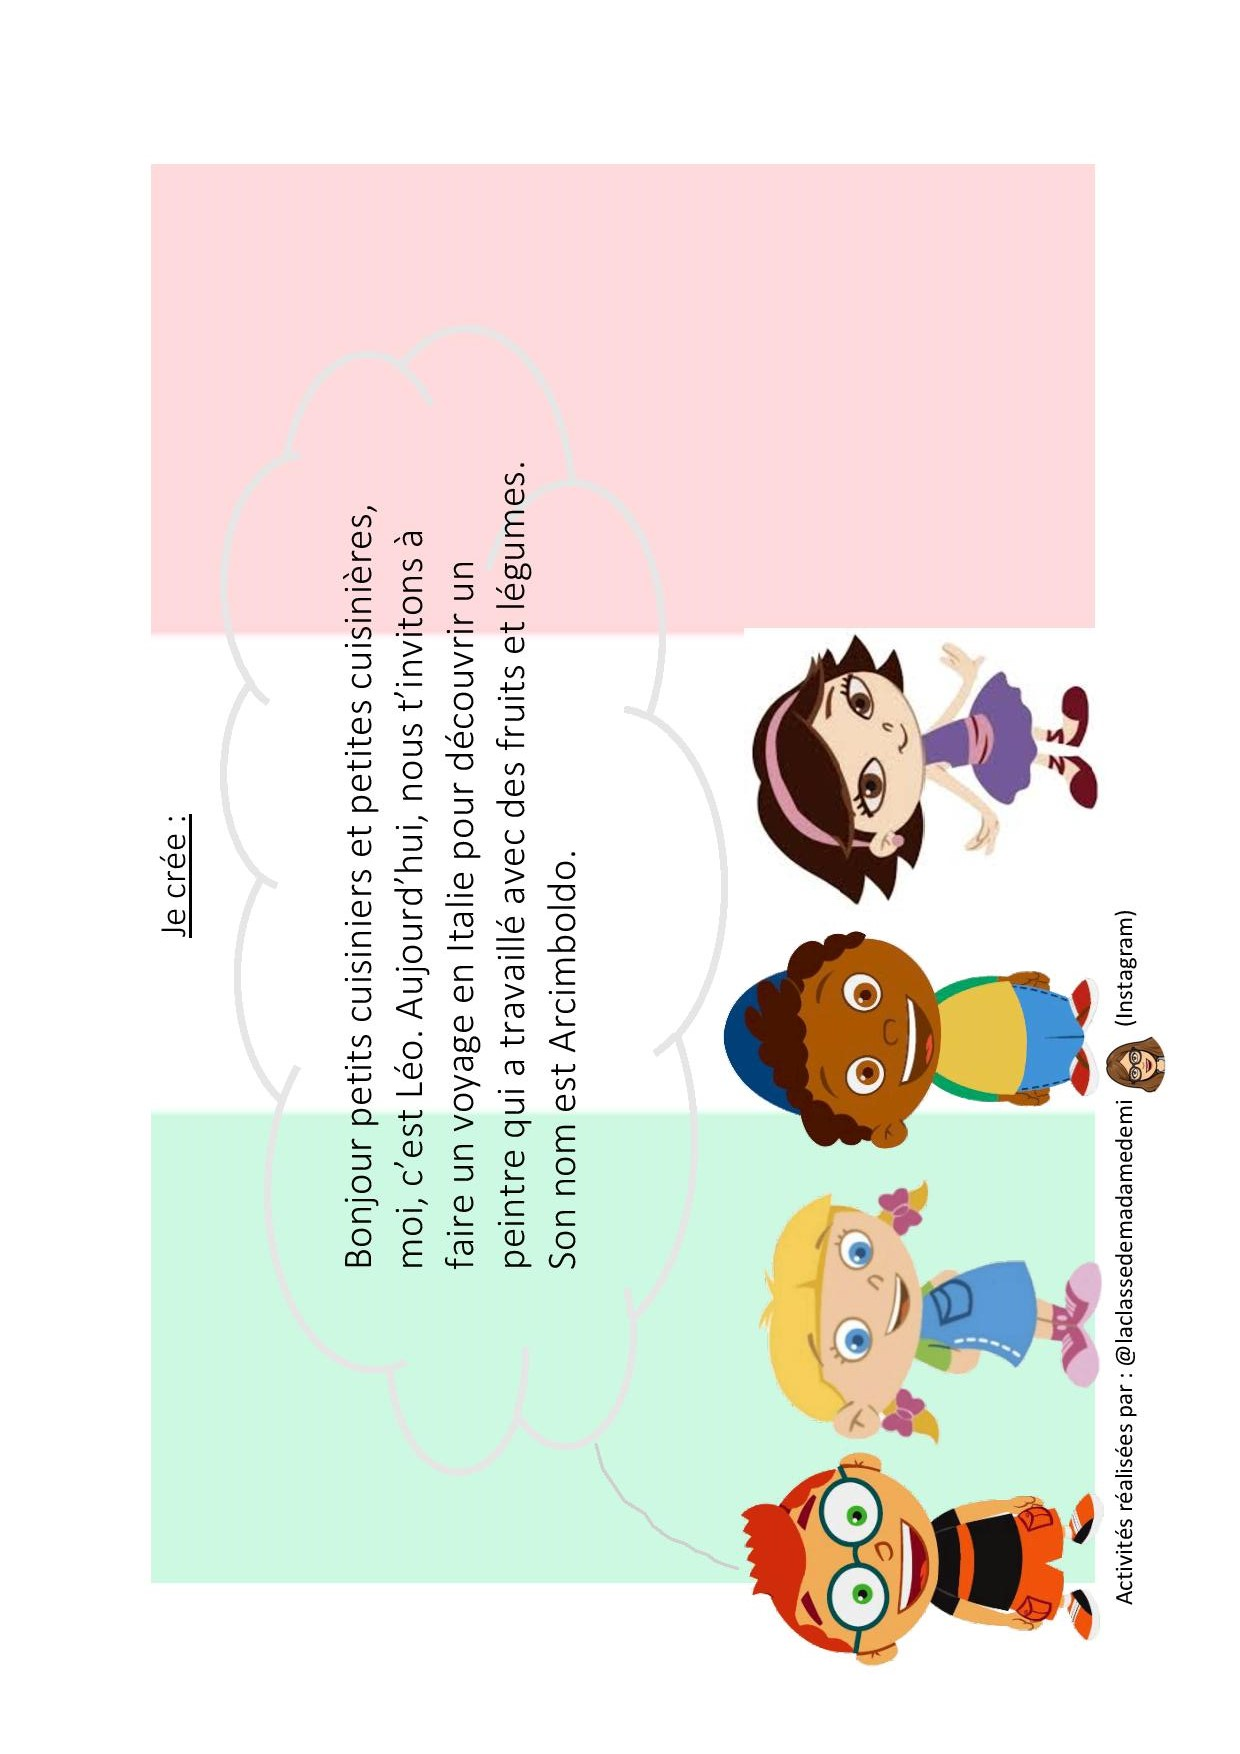 Je crée :
Bonjour petits cuisiniers et petites cuisinières,
moi, c’est Léo. Aujourd’hui, nous t’invitons à
faire un voyage en Italie pour découvrir un
peintre qui a travaillé avec des fruits et légumes.
Son nom est Arcimboldo.
Activités réalisées par : @laclassedemadamedemi (Instagram)